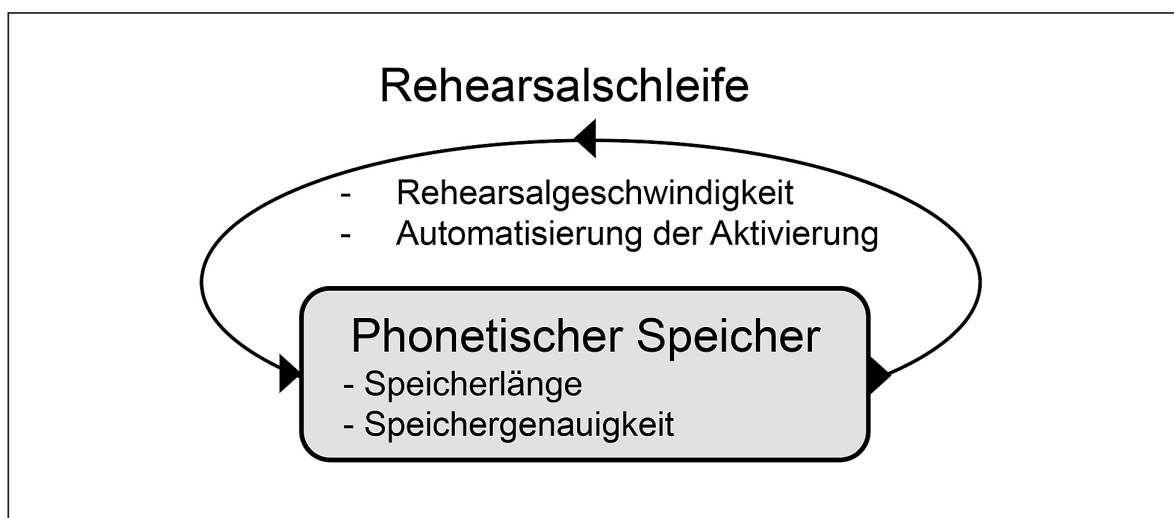 Rehearsalschleife
- Rehearsalgeschwindigkeit
- Automatisierung der Aktivierung
Phonetischer Speicher
- Speicherlänge
- Speichergenauigkeit